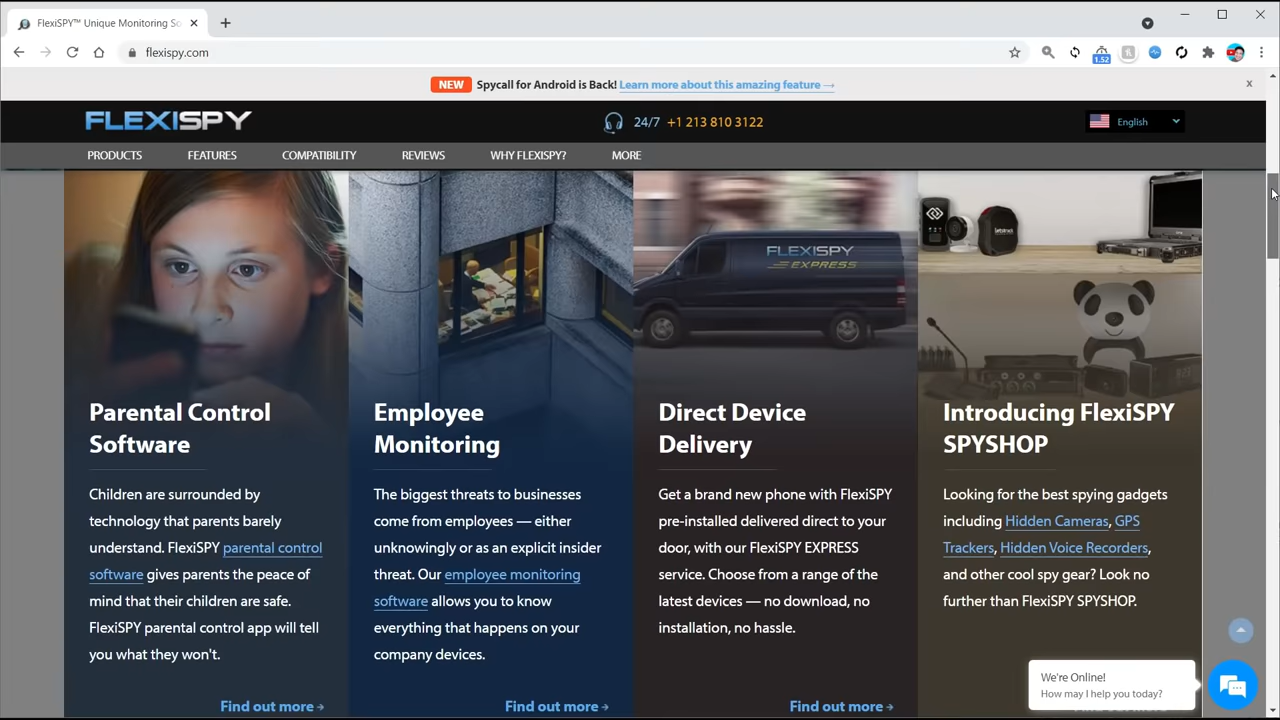 FlexiSPY™ Unique Monitoring So
flexispy.com
1.52
NEW Spycall for Android is Back! Learn more about this amazing feature →
x
FLEXISPY
24/7 +1 213 810 3122
English
PRODUCTS FEATURES COMPATIBILITY REVIEWS WHY FLEXISPY? MORE
FLEXISPY
EXPRESS
Parental Control
Software
Children are surrounded by
technology that parents barely
understand. FlexiSPY parental control
software gives parents the peace of
mind that their children are safe.
FlexiSPY parental control app will tell
you what they won't.
Find out more →
Employee
Monitoring
The biggest threats to businesses
come from employees — either
unknowingly or as an explicit insider
threat. Our employee monitoring
software allows you to know
everything that happens on your
company devices.
Find out more →
Direct Device
Delivery
Get a brand new phone with FlexiSPY
pre-installed delivered direct to your
door, with our FlexiSPY EXPRESS
service. Choose from a range of the
latest devices — no download, no
installation, no hassle.
Find out more →
Introducing FlexiSPY
SPYSHOP
Looking for the best spying gadgets
including Hidden Cameras, GPS
Trackers, Hidden Voice Recorders,
and other cool spy gear? Look no
further than FlexiSPY SPYSHOP.
We're Online!
How may I help you today?